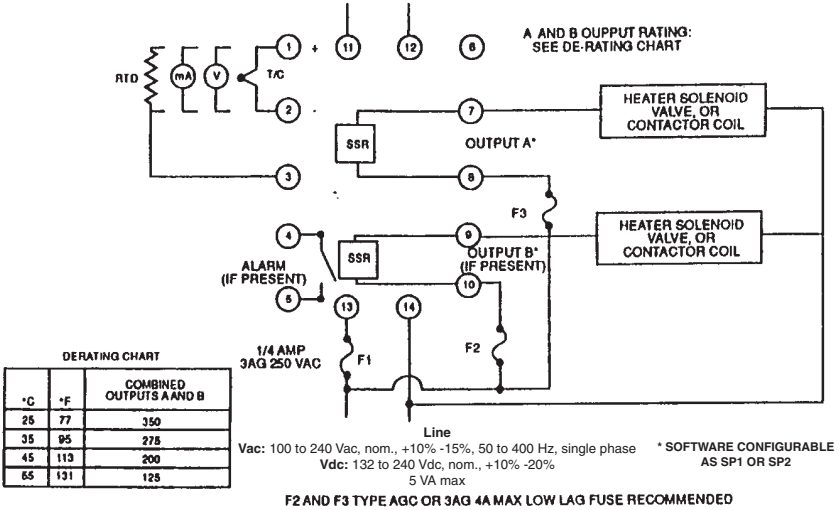 A AND B OUPPUT RATING:
SEE DE-RATING CHART
1 + 11 12 6
RTD mA V T/C
2 -
7
HEATER SOLENOID
VALVE, OR
CONTACTOR COIL
SSR
OUTPUT A*
3
8
F3
4
9
HEATER SOLENOID
VALVE, OR
CONTACTOR COIL
SSR
OUTPUT B*
(IF PRESENT)
ALARM
(IF PRESENT)
10
5
13 14
1/4 AMP
3AG 250 VAC
F1
F2
DERATING CHART
°C °F COMBINED
OUTPUTS A AND B
25 77 350
35 95 275
45 113 200
55 131 125
Line
Vac: 100 to 240 Vac, nom., +10% -15%, 50 to 400 Hz, single phase
Vdc: 132 to 240 Vdc, nom., +10% -20%
5 VA max
* SOFTWARE CONFIGURABLE
AS SP1 OR SP2
F2 AND F3 TYPE AGC OR 3AG 4A MAX LOW LAG FUSE RECOMMENDED